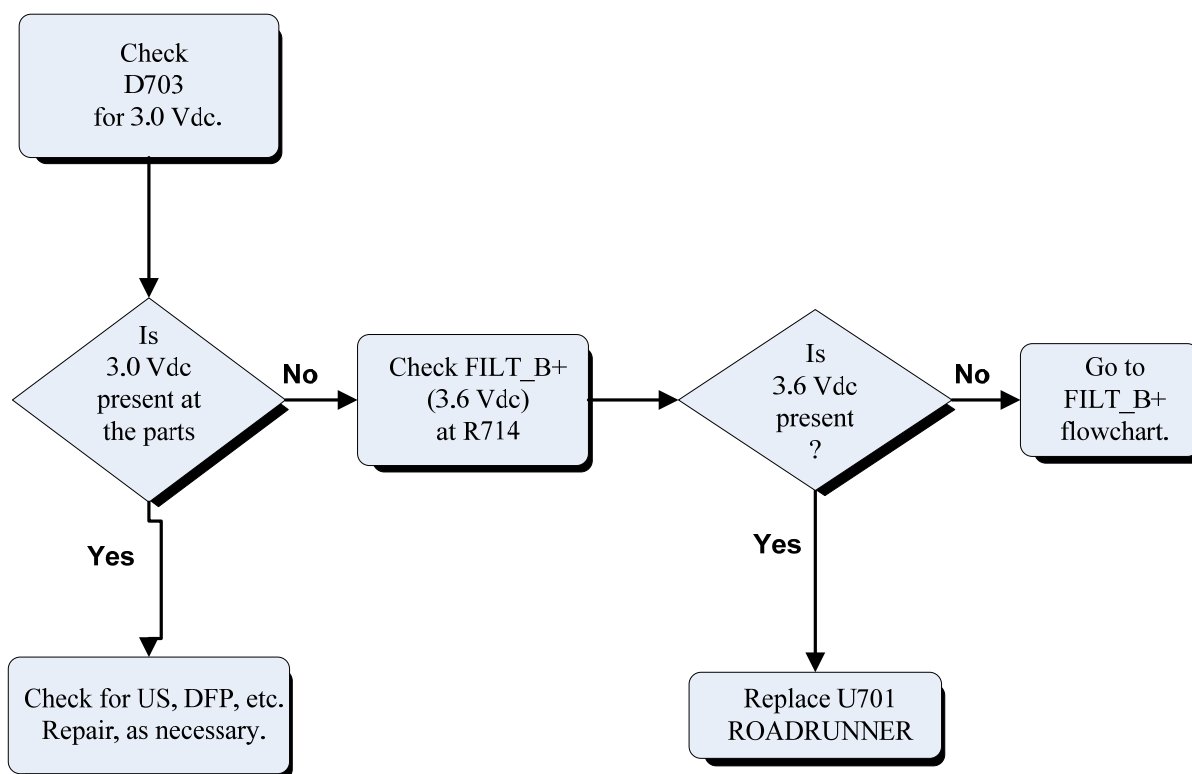 Check
D703
for 3.0 Vdc.
Is
3.0 Vdc
present at
the parts
No
Check FILT_B+
(3.6 Vdc)
at R714
Is
3.6 Vdc
present
?
No
Go to
FILT_B+
flowchart.
Yes
Check for US, DFP, etc.
Repair, as necessary.
Yes
Replace U701
ROADRUNNER